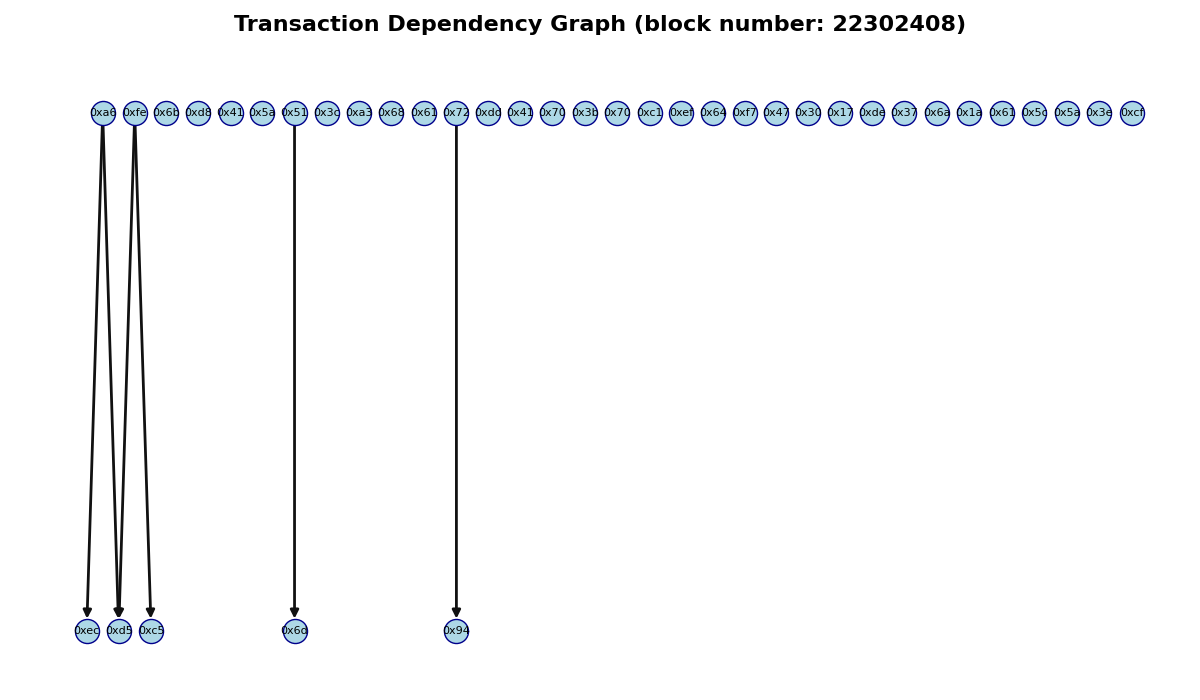 Transaction Dependency Graph (block number: 22302408)
0xa6 0xfe 0x6b 0xd8 0x41 0x5a 0x51 0x3c 0xa3 0x68 0x61 0x72 0xdd 0x41 0x70 0x3b 0x70 0xc1 0xef 0x64 0xf7 0x47 0x30 0x17 0xde 0x37 0x6a 0x1a 0x61 0x5c 0x5a 0x3e 0xcf
0xec 0xd5 0xc5 0x6d 0x94